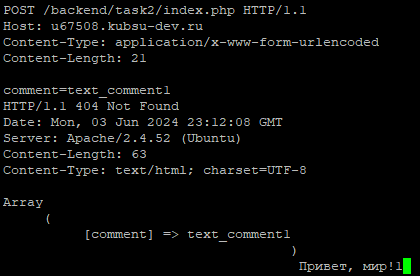 POST /backend/task2/index.php HTTP/1.1
Host: u67508.kubsu-dev.ru
Content-Type: application/x-www-form-urlencoded
Content-Length: 21

comment=text_comment1
HTTP/1.1 404 Not Found
Date: Mon, 03 Jun 2024 23:12:08 GMT
Server: Apache/2.4.52 (Ubuntu)
Content-Length: 63
Content-Type: text/html; charset=UTF-8

Array
(
[comment] => text_comment1
)
Привет, мир!1